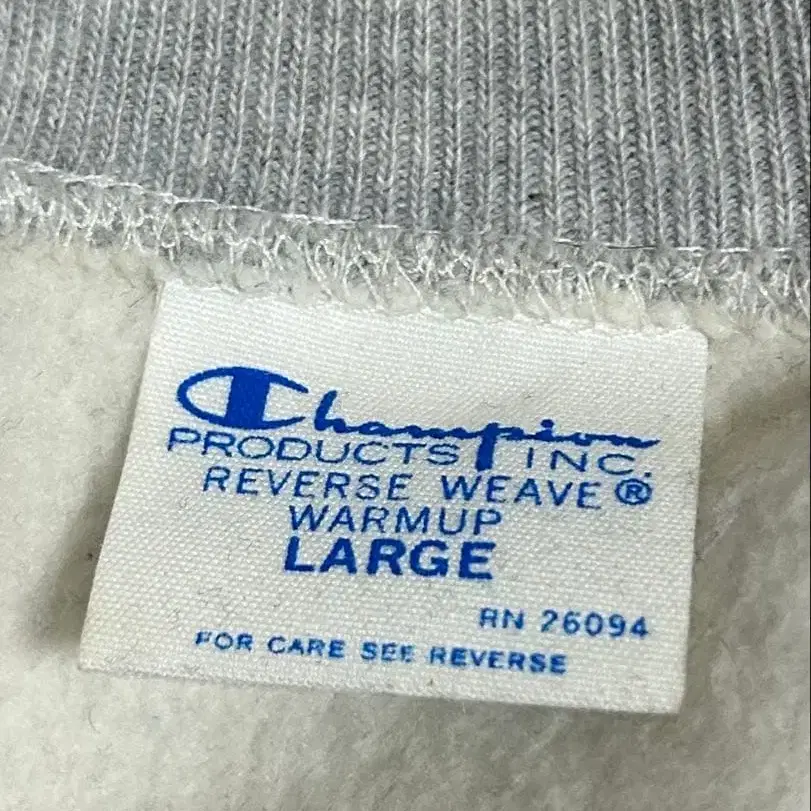 Champion
PRODUCTS INC.
REVERSE WEAVE ®
WARMUP
LARGE
RN 26094
FOR CARE SEE REVERSE